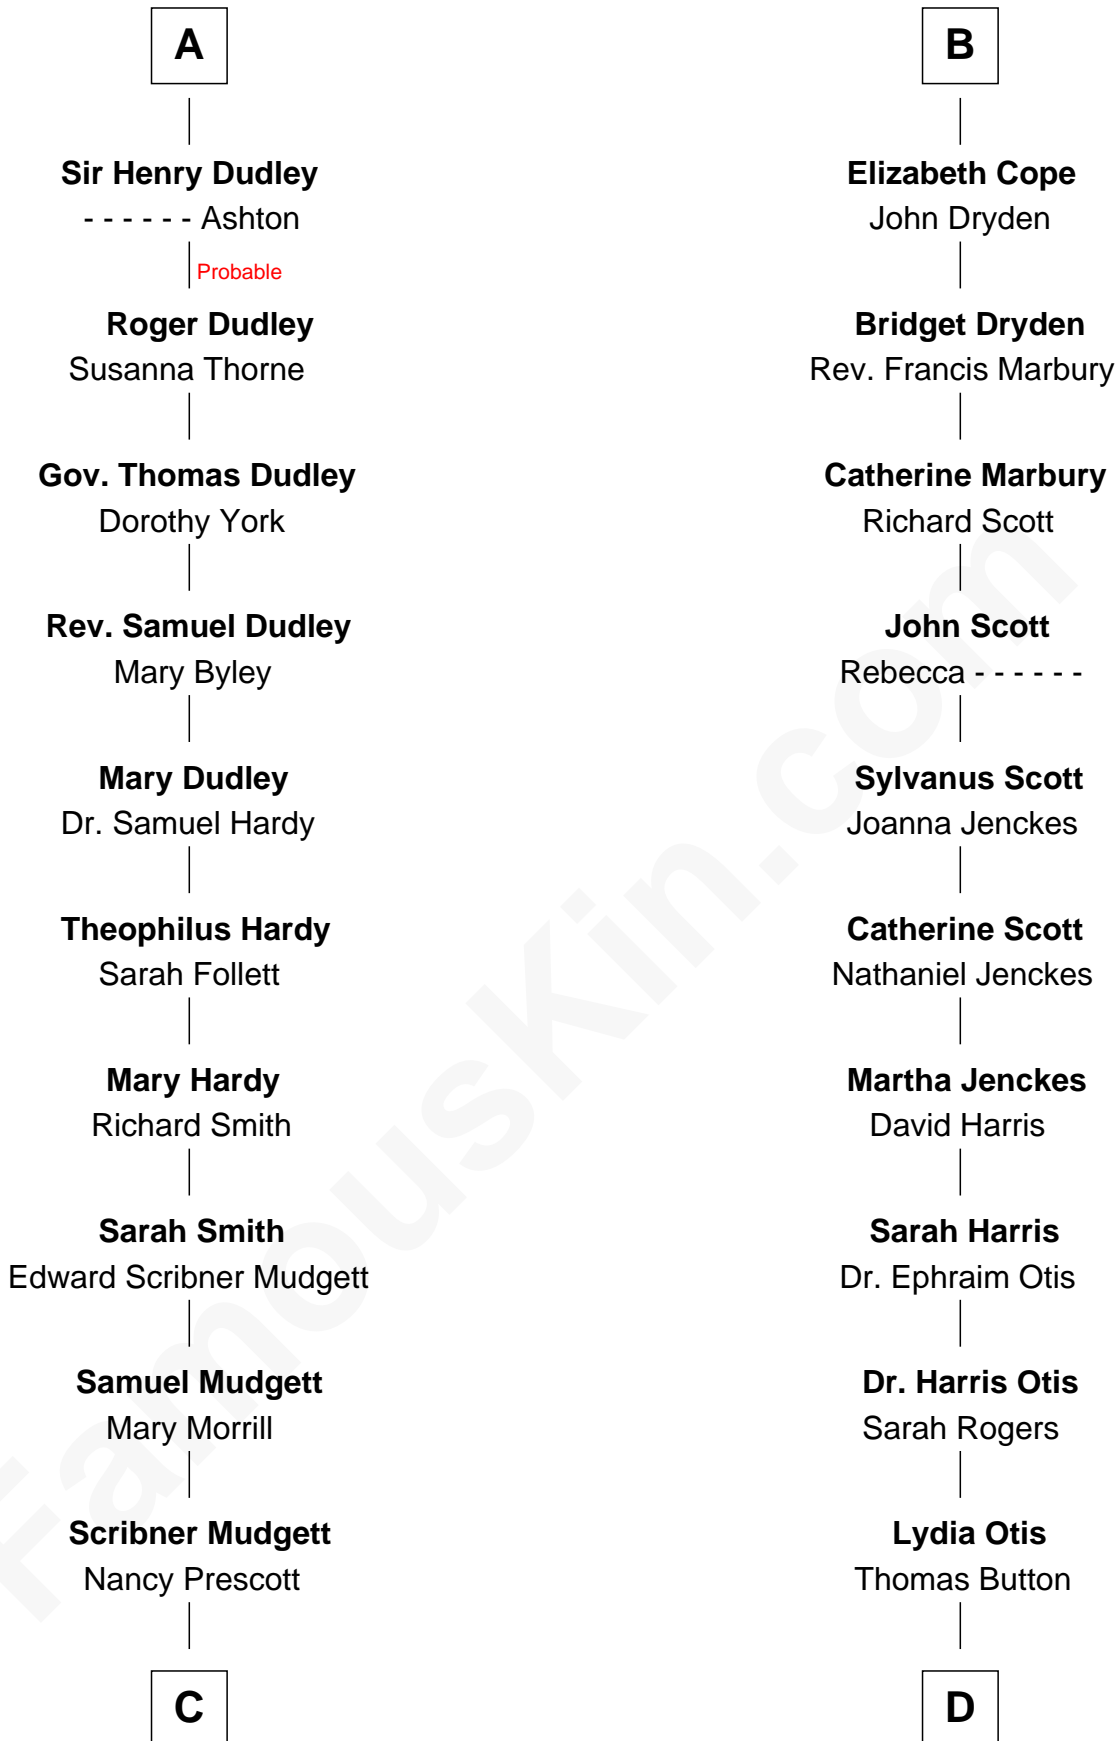 A
Sir Henry Dudley
- - - - - - Ashton
Probable
Roger Dudley
Susanna Thorne
Gov. Thomas Dudley
Dorothy York
Rev. Samuel Dudley
Mary Byley
Mary Dudley
Dr. Samuel Hardy
Theophilus Hardy
Sarah Follett
Mary Hardy
Richard Smith
Sarah Smith
Edward Scribner Mudgett
Samuel Mudgett
Mary Morrill
Scribner Mudgett
Nancy Prescott
C
B
Elizabeth Cope
John Dryden
Bridget Dryden
Rev. Francis Marbury
Catherine Marbury
Richard Scott
John Scott
Rebecca - - - - - -
Sylvanus Scott
Joanna Jenckes
Catherine Scott
Nathaniel Jenckes
Martha Jenckes
David Harris
Sarah Harris
Dr. Ephraim Otis
Dr. Harris Otis
Sarah Rogers
Lydia Otis
Thomas Button
D
FamousKin.com